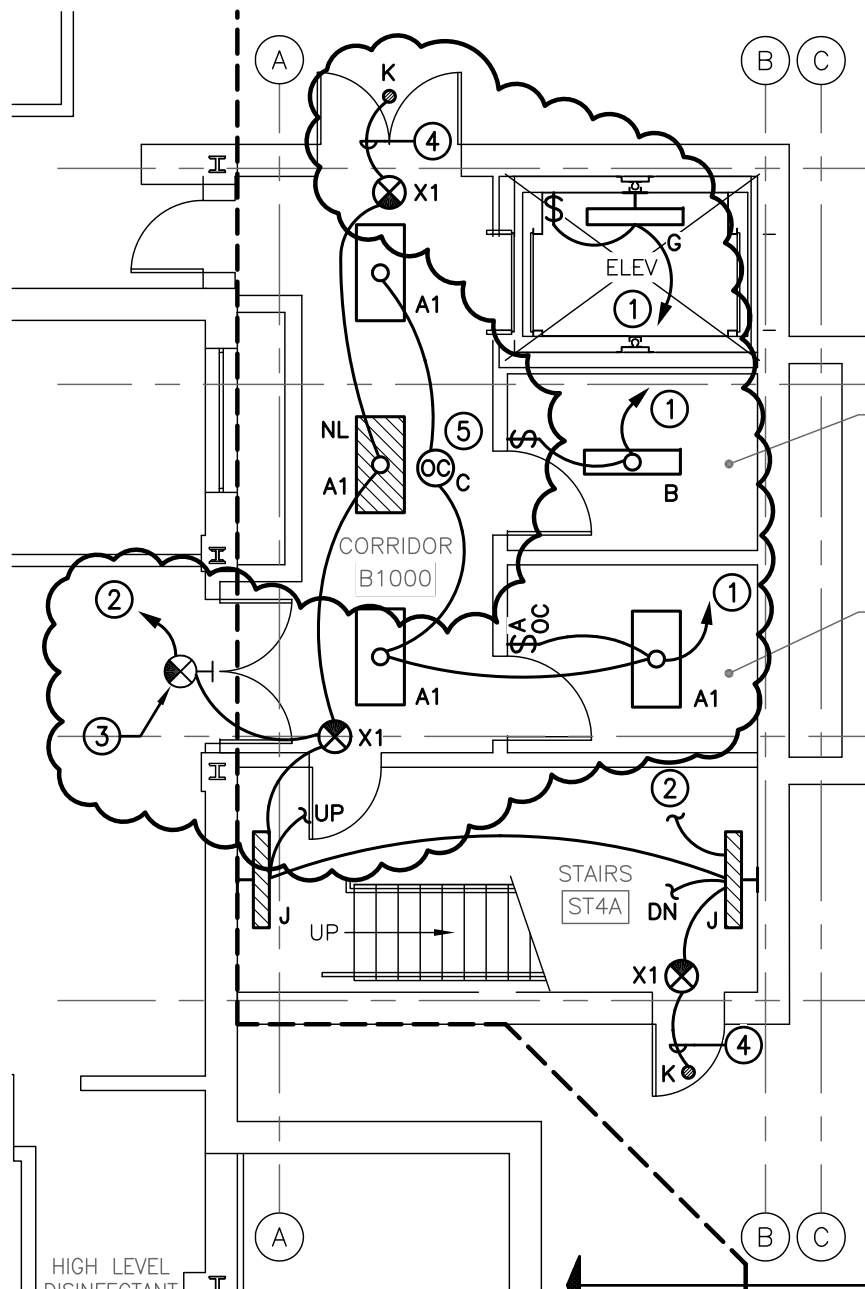 A
B
C
K
4
X1
$
G
ELEV
1
A1
1
NL
5
$
OC
C
A1
B
CORRIDOR
B1000
2
1
A
OC
$
A1
A1
3
X1
2
UP
STAIRS
ST4A
J
DN
J
UP
X1
4
K
A
B
C
HIGH LEVEL
DISINFECTANT